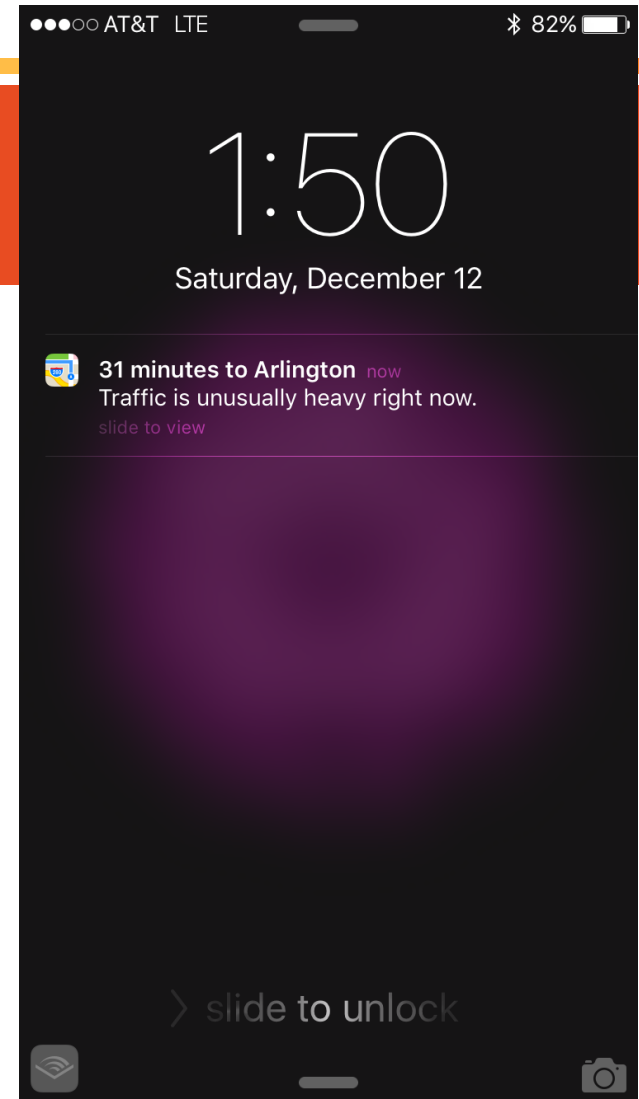 AT&T LTE 82%
1:50
Saturday, December 12
31 minutes to Arlington now
Traffic is unusually heavy right now.
slide to view
slide to unlock